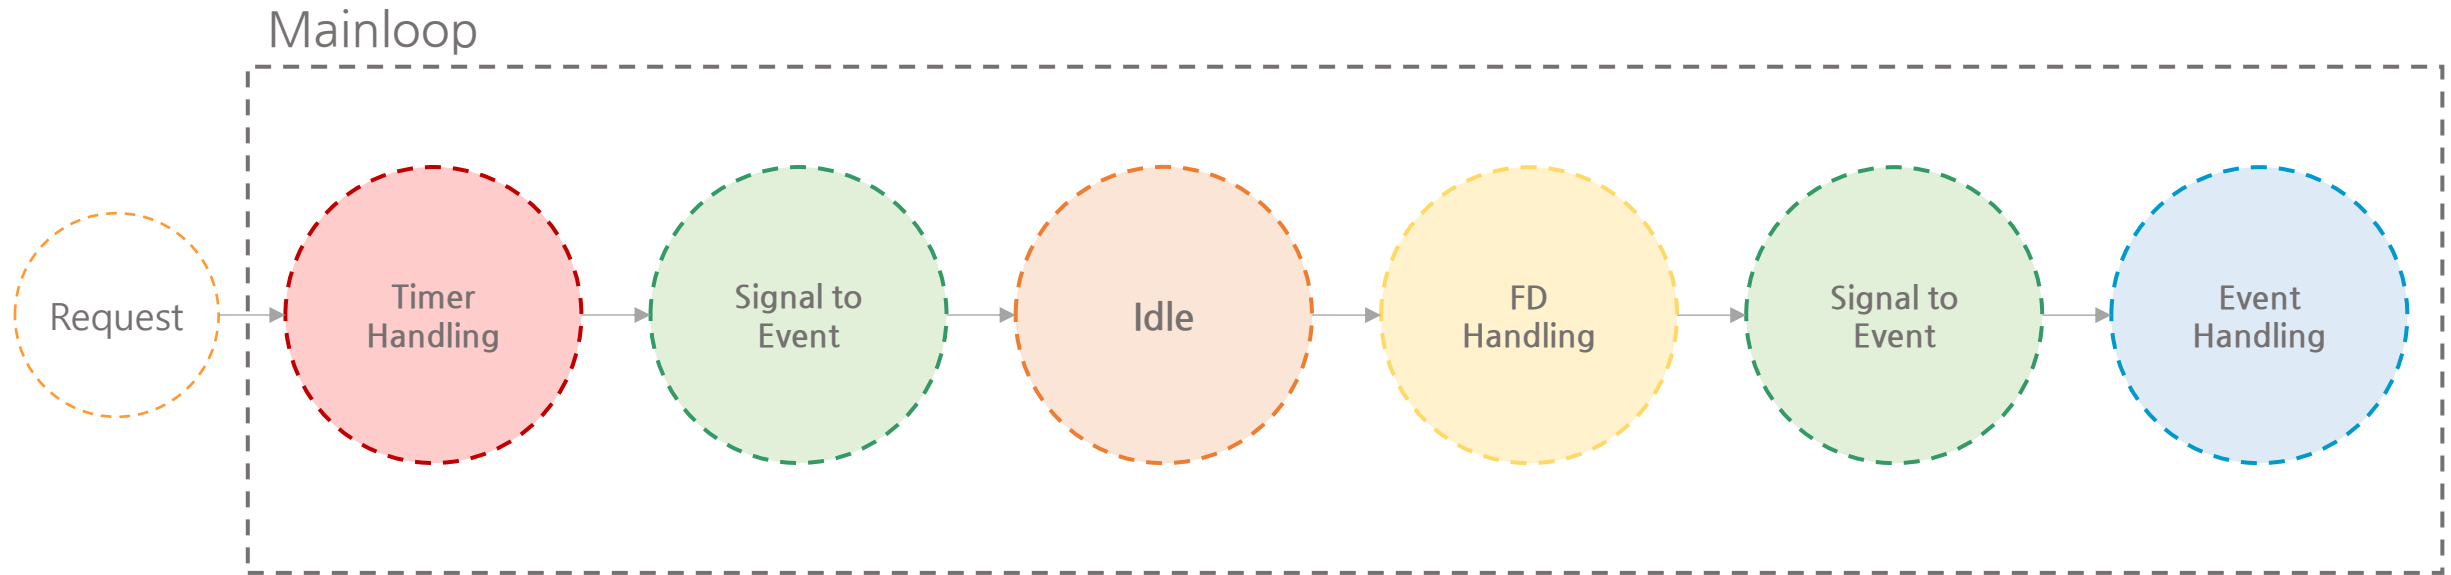 Mainloop
Request
Timer
Handling
Signal to
Event
Idle
FD
Handling
Signal to
Event
Event
Handling